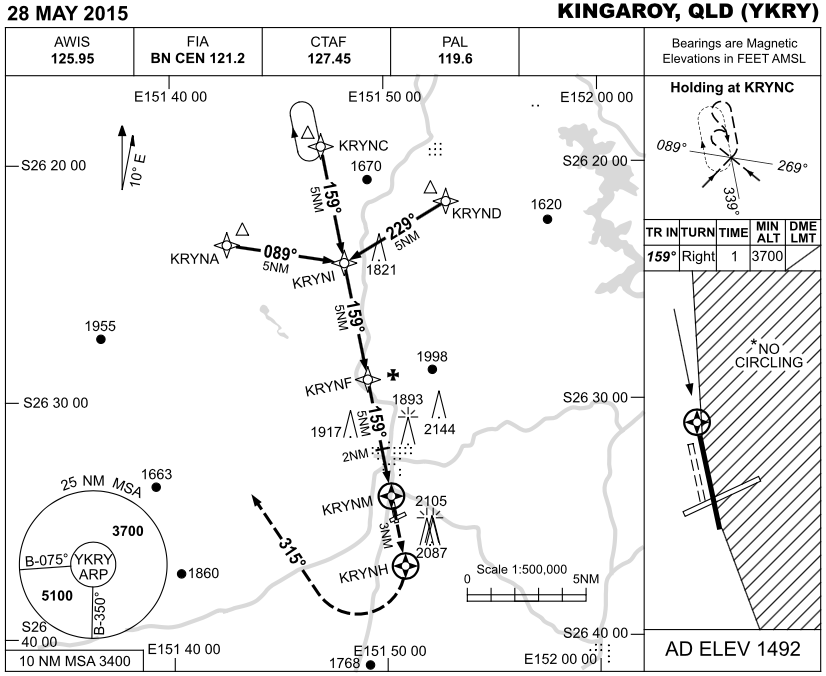 28 MAY 2015
KINGAROY, QLD (YKRY)
AWIS
125.95
FIA
BN CEN 121.2
CTAF
127.45
PAL
119.6
Bearings are Magnetic
Elevations in FEET AMSL
E151 40 00
E151 50 00
E152 00 00
S26 20 00
S26 20 00
10° E
KRYNC
1670
159°
5NM
KRYND
1620
229°
5NM
KRYNA
089°
5NM
KRYNI
1821
159°
5NM
1955
1998
KRYNF
S26 30 00
S26 30 00
159°
5NM
1893
1917
2144
2NM
1663
25 NM MSA
3700
KRYNM
2105
3NM
2087
315°
KRYNH
B-075°
YKRY
ARP
5100
B-350°
1860
Scale 1:500,000
0
5NM
S26
40 00
S26 40 00
10 NM MSA 3400
E151 40 00
E151 50 00
E152 00 00
1768
Holding at KRYNC
089°
269°
339°
TR IN
TURN
TIME
MIN
ALT
DME
LMT
159°
Right
1
3700
*NO
CIRCLING
AD ELEV 1492